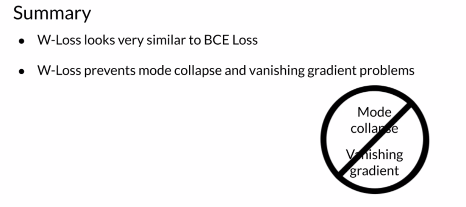 Summary
• W-Loss looks very similar to BCE Loss
• W-Loss prevents mode collapse and vanishing gradient problems
Mode
collapse
Vanishing
gradient